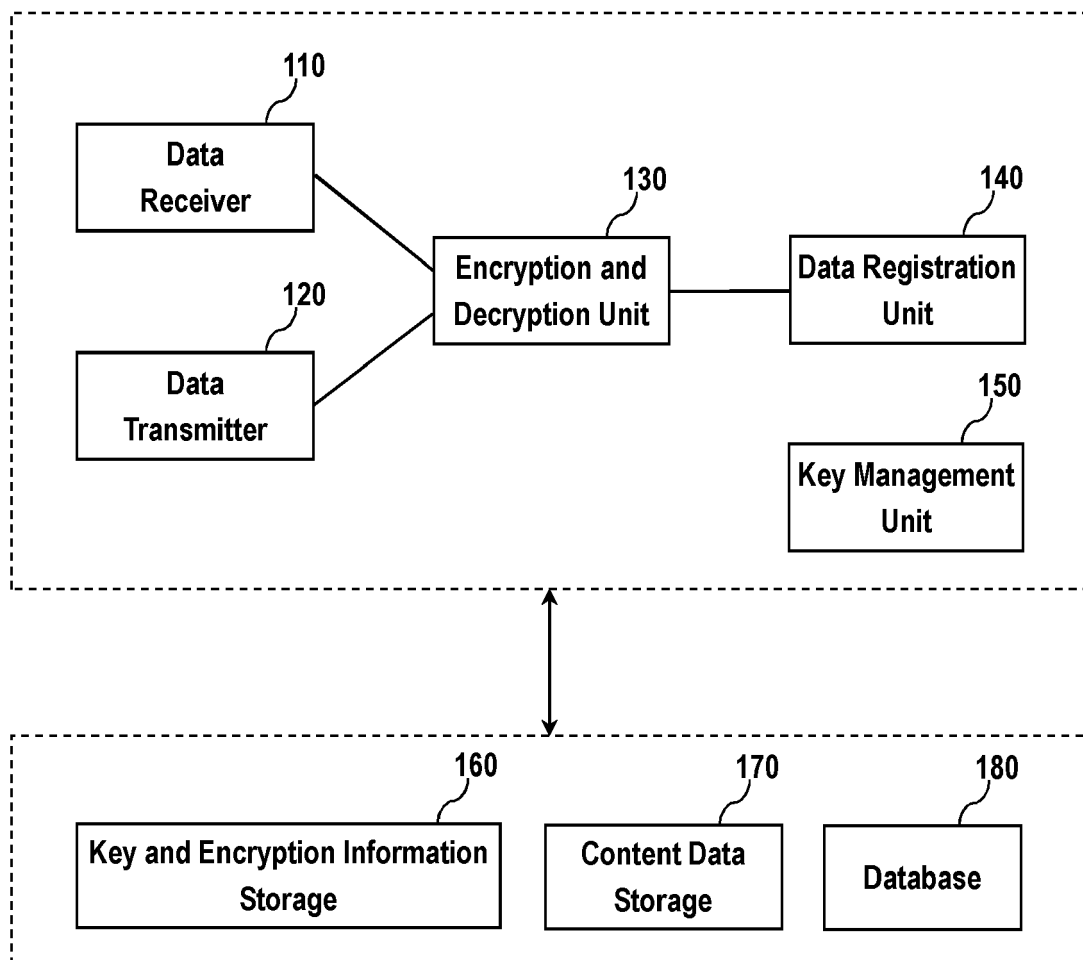 110
Data
Receiver
130
Encryption and
Decryption Unit
140
Data Registration
Unit
120
Data
Transmitter
150
Key Management
Unit
160
Key and Encryption Information
Storage
170
Content Data
Storage
180
Database